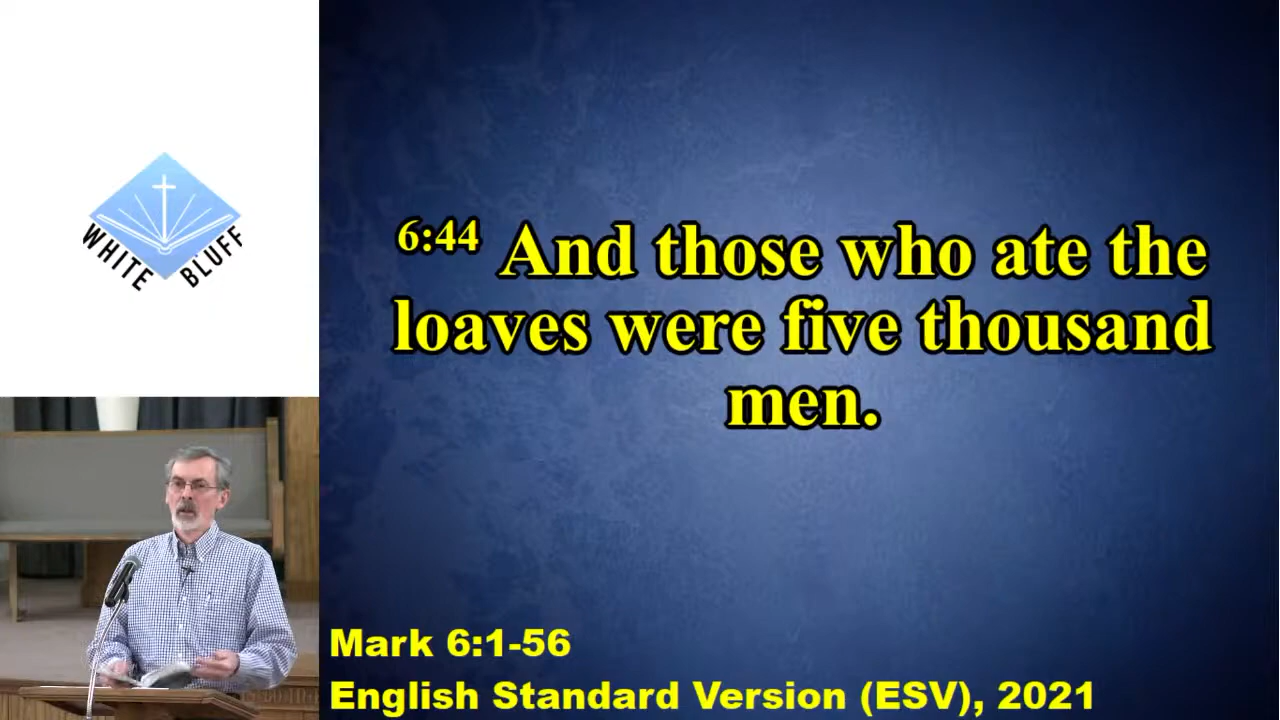 WHITE BLUFF
6:44 And those who ate the
loaves were five thousand
men.
Mark 6:1-56
English Standard Version (ESV), 2021